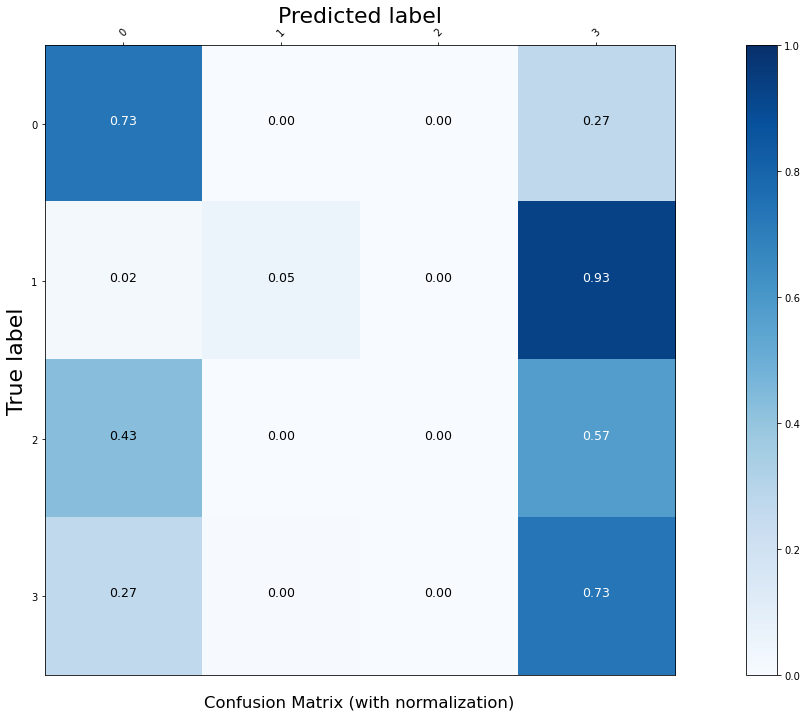 Predicted label
0 1 2 3
1.0
0 0.73 0.00 0.00 0.27
0.8
1 0.02 0.05 0.00 0.93
0.6
True label
0.4
2 0.43 0.00 0.00 0.57
0.2
3 0.27 0.00 0.00 0.73
0.0
Confusion Matrix (with normalization)